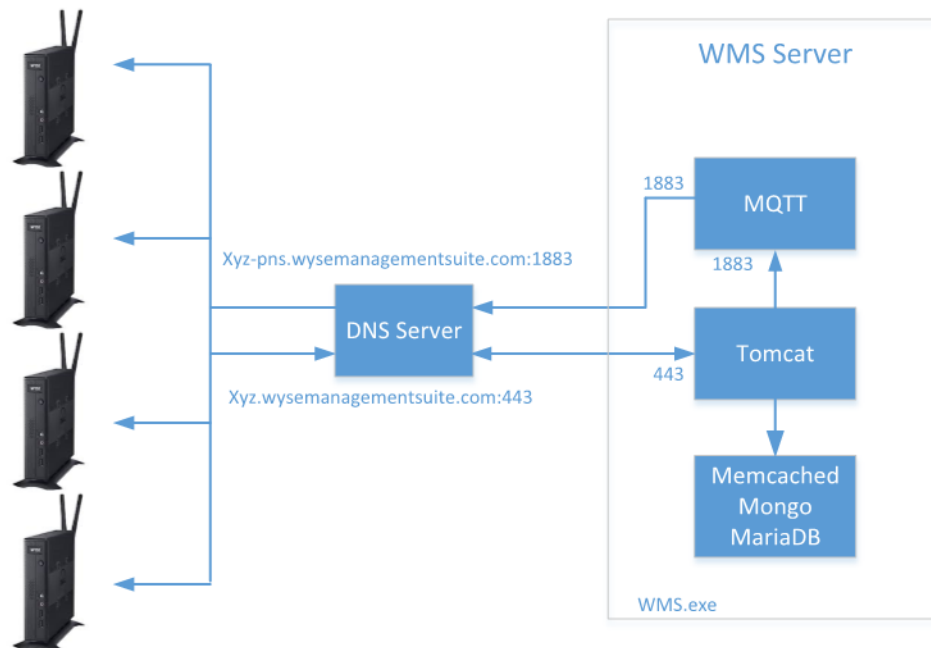 WMS Server
1883
MQTT
Xyz-pns.wysemanagementsuite.com:1883
1883
DNS Server
Tomcat
443
Xyz.wysemanagementsuite.com:443
Memcached
Mongo
MariaDB
WMS.exe